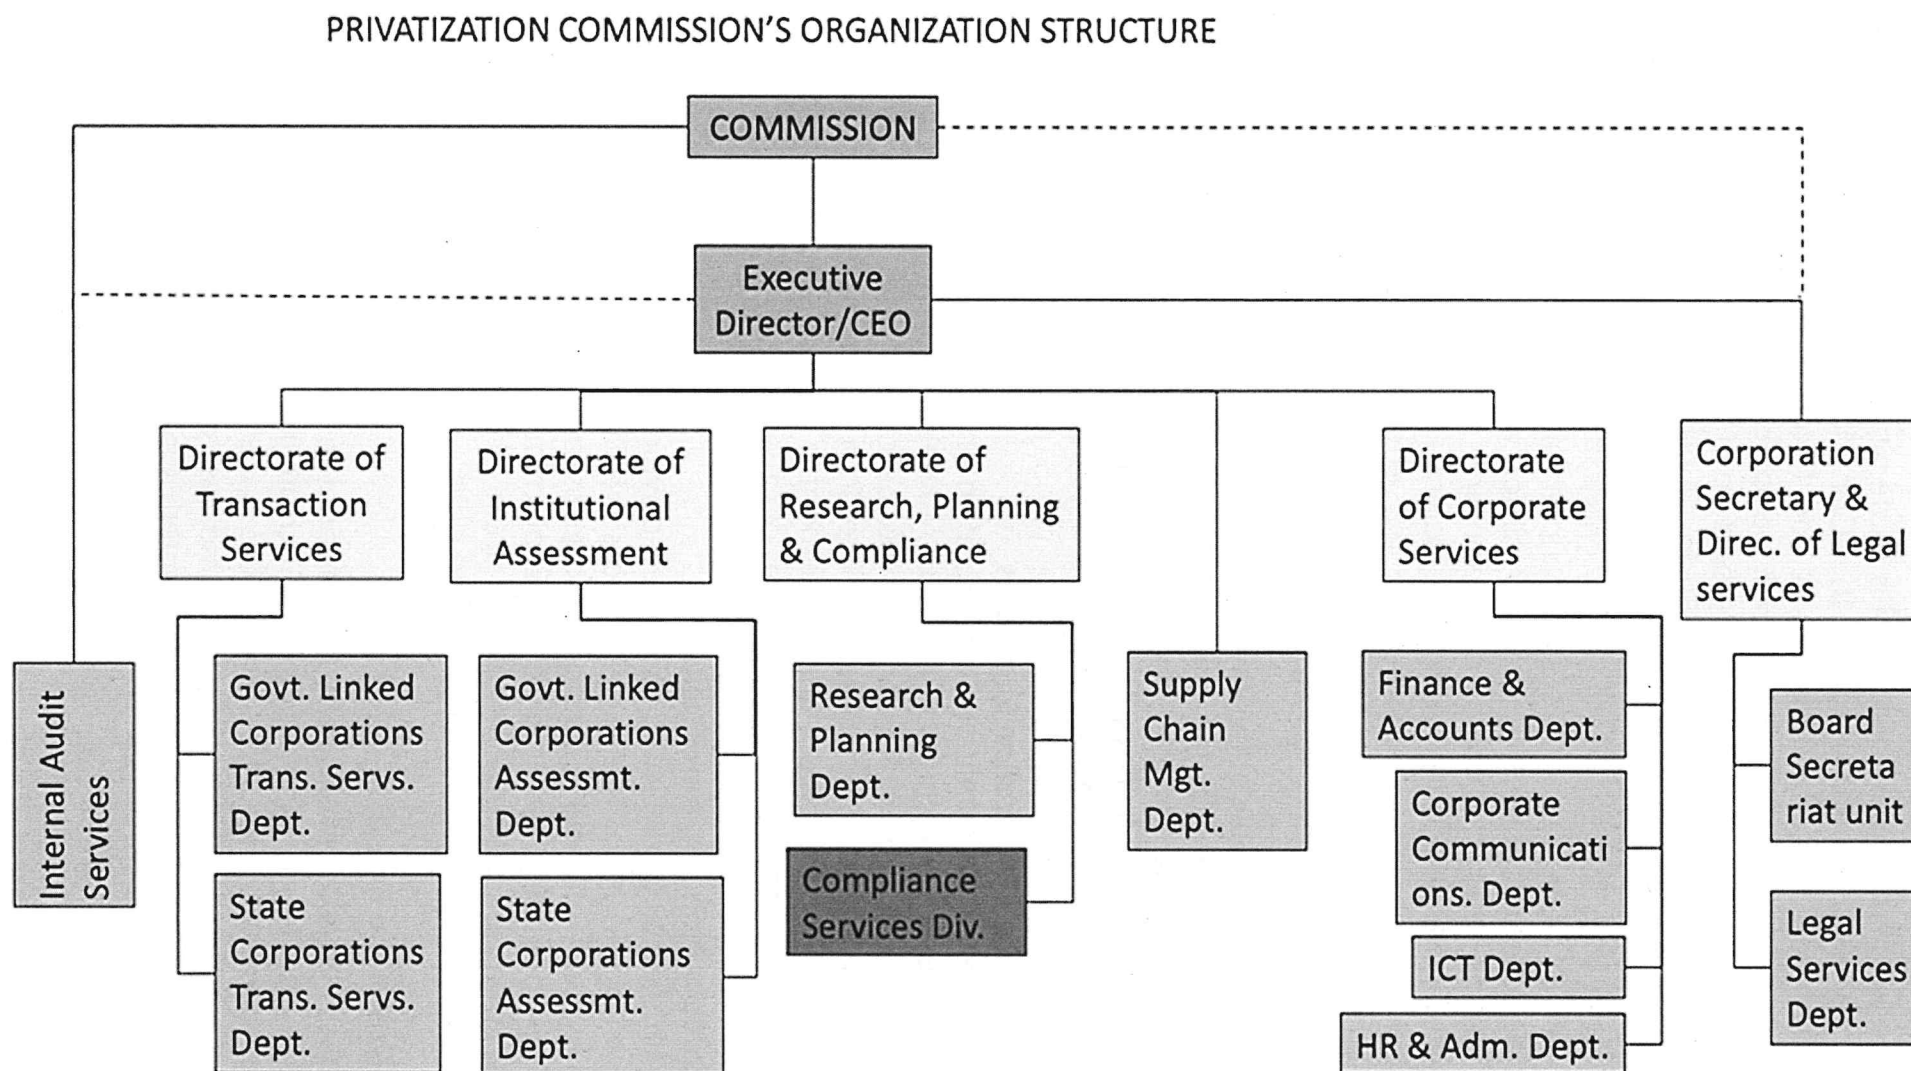 PRIVATIZATION COMMISSION'S ORGANIZATION STRUCTURE
COMMISSION
Executive
Director/CEO
Directorate of
Transaction
Services
Directorate of
Institutional
Assessment
Directorate of
Research, Planning
& Compliance
Directorate
of Corporate
Services
Corporation
Secretary &
Direc. of Legal
services
Internal Audit
Services
Govt. Linked
Corporations
Trans. Servs.
Dept.
State
Corporations
Trans. Servs.
Dept.
Govt. Linked
Corporations
Assessmt.
Dept.
State
Corporations
Assessmt.
Dept.
Research &
Planning
Dept.
Compliance
Services Div.
Supply
Chain
Mgt.
Dept.
Finance &
Accounts Dept.
Corporate
Communicati
ons. Dept.
ICT Dept.
HR & Adm. Dept.
Board
Secreta
riat unit
Legal
Services
Dept.